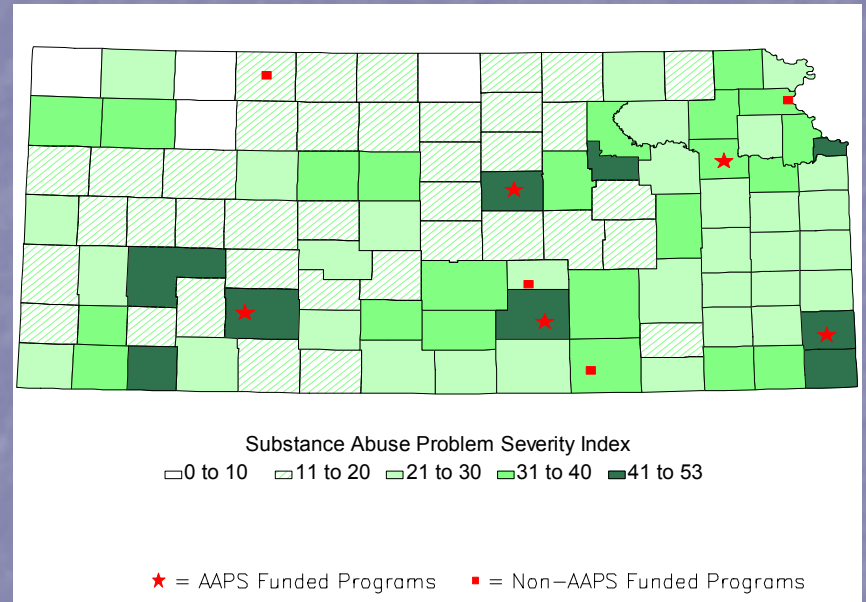 Substance Abuse Problem Severity Index
0 to 10 11 to 20 21 to 30 31 to 40 41 to 53
= AAPS Funded Programs = Non-AAPS Funded Programs